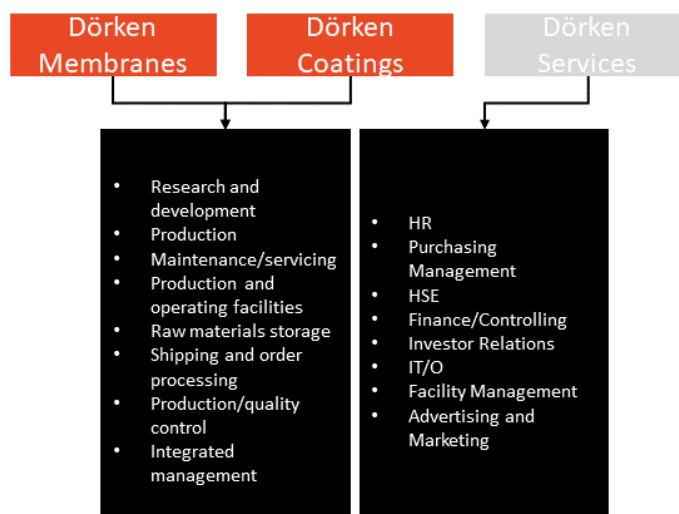 Dörken
Membranes
Dörken
Coatings
Dörken
Services
• Research and
development
• Production
• Maintenance/servicing
• Production and
operating facilities
• Raw materials storage
• Shipping and order
processing
• Production/quality
control
• Integrated
management
• HR
• Purchasing
Management
• HSE
• Finance/Controlling
• Investor Relations
• IT/O
• Facility Management
• Advertising and
Marketing